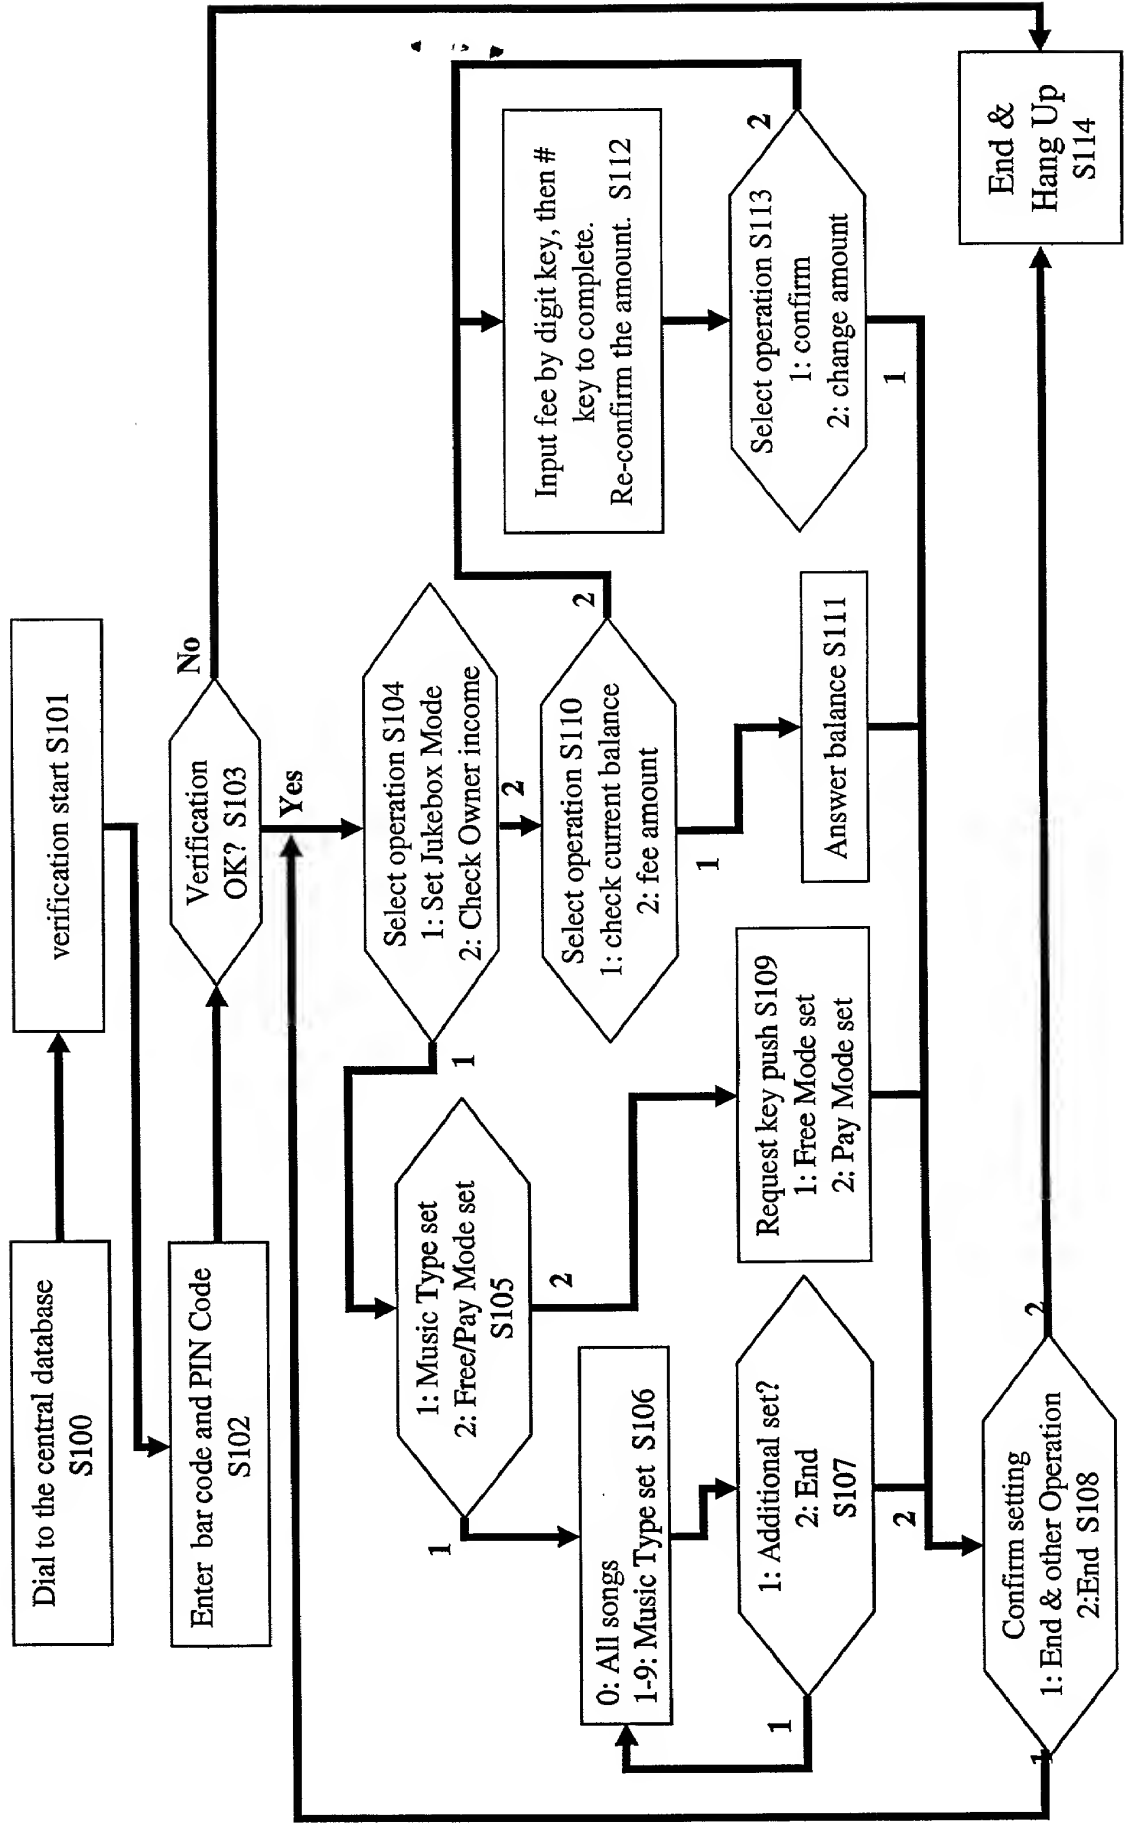 Dial to the central database
S100
verification start S101
Enter bar code and PIN Code
S102
Verification
OK? S103
No
Yes
Select operation S104
1: Set Jukebox Mode
2: Check Owner income
1
2
1: Music Type set
2: Free/Pay Mode set
S105
1
2
Select operation S110
1: check current balance
2: fee amount
1
2
Input fee by digit key, then #
key to complete.
Re-confirm the amount. S112
0: All songs
1-9: Music Type set S106
Request key push S109
1: Free Mode set
2: Pay Mode set
Answer balance S111
Select operation S113
1: confirm
2: change amount
2
1
1: Additional set?
2: End
S107
1
2
Confirm setting
1: End & other Operation
2:End S108
1
2
End &
Hang Up
S114